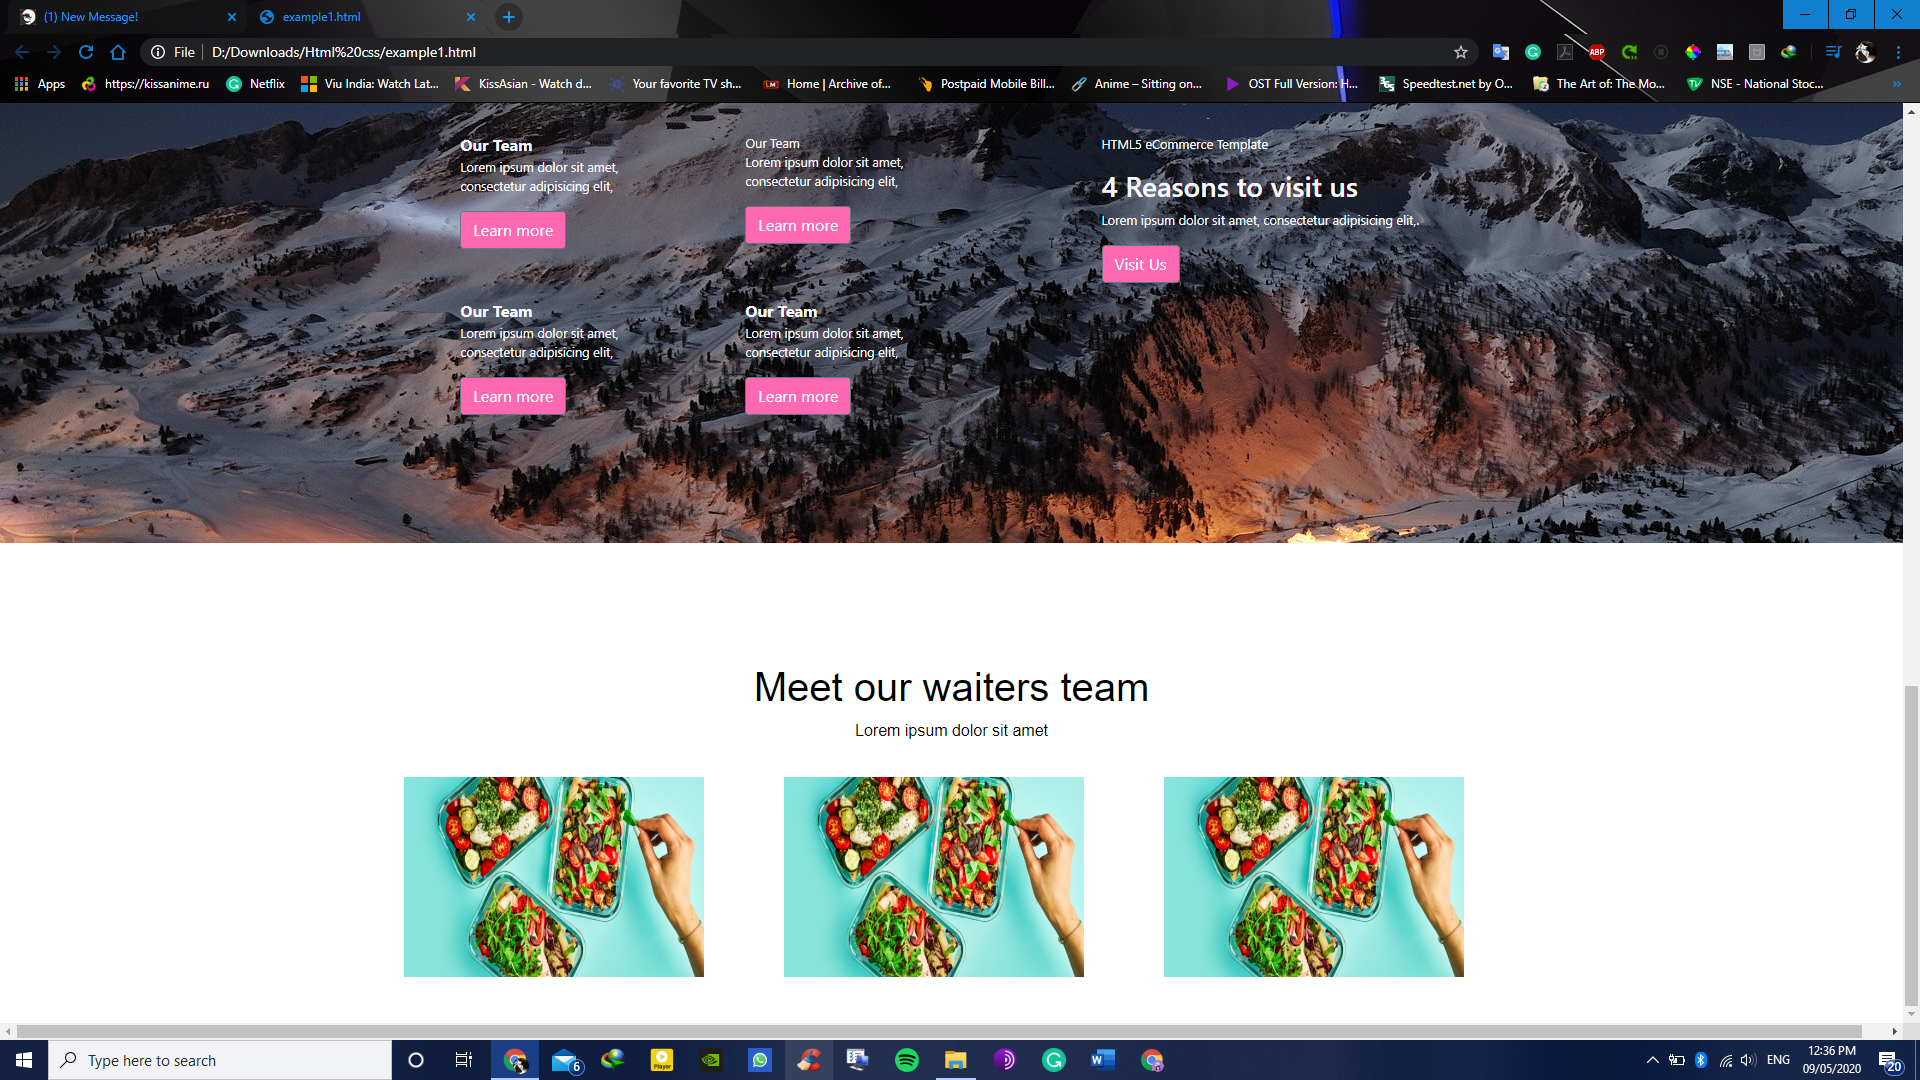 (1) New Message!
example1.html
File
D:/Downloads/Html%20css/example1.html
ABP
Apps
https://kissanime.ru
Netflix
Viu India: Watch Lat...
KissAsian - Watch d...
Your favorite TV sh...
Home | Archive of...
Postpaid Mobile Bill...
Anime – Sitting on...
OST Full Version: H...
Speedtest.net by O...
The Art of: The Mo...
NSE - National Stoc...
Our Team
Lorem ipsum dolor sit amet,
consectetur adipisicing elit,
Learn more
Our Team
Lorem ipsum dolor sit amet,
consectetur adipisicing elit,
Learn more
HTML5 eCommerce Template
4 Reasons to visit us
Lorem ipsum dolor sit amet, consectetur adipisicing elit,.
Visit Us
Our Team
Lorem ipsum dolor sit amet,
consectetur adipisicing elit,
Learn more
Our Team
Lorem ipsum dolor sit amet,
consectetur adipisicing elit,
Learn more
Meet our waiters team
Lorem ipsum dolor sit amet
Type here to search
6
Player
ENG
12:36 PM
09/05/2020
20